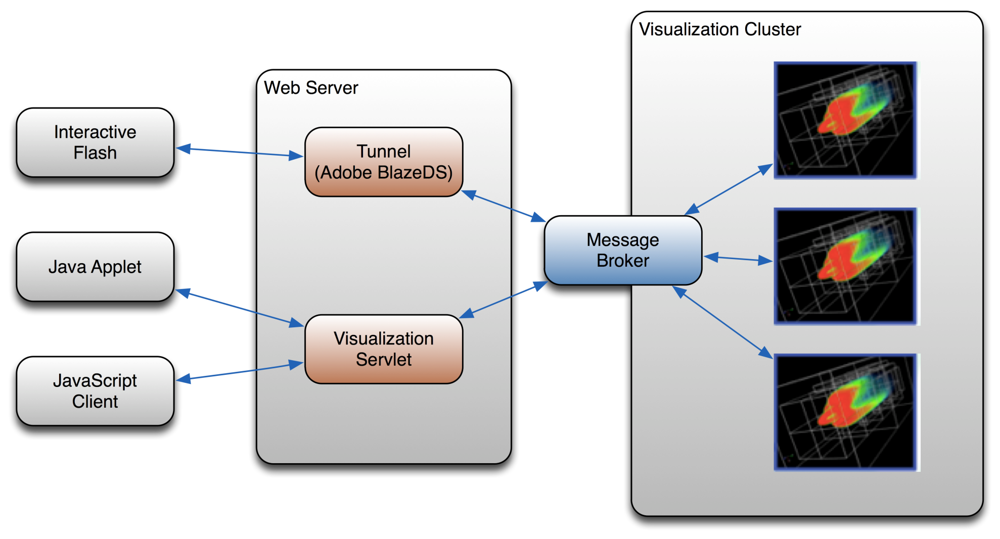 Visualization Cluster
Web Server
Interactive
Flash
Tunnel
(Adobe BlazeDS)
Message
Broker
Java Applet
Visualization
Servlet
JavaScript
Client